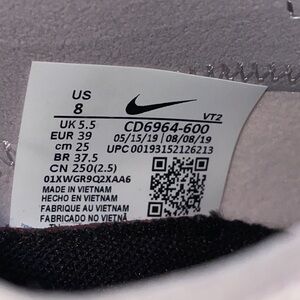 US
8
VT2
UK 5.5
CD6964-600
EUR 39
05/15/19 | 08/08/19
cm 25
UPC 00193152126213
BR 37.5
CN 250(2.5)
01XWGR9Q2XAA6
MADE IN VIETNAM
HECHO EN VIETNAM
FABRIQUE AU VIETNAM
FABRICADO NO VIETNÃ